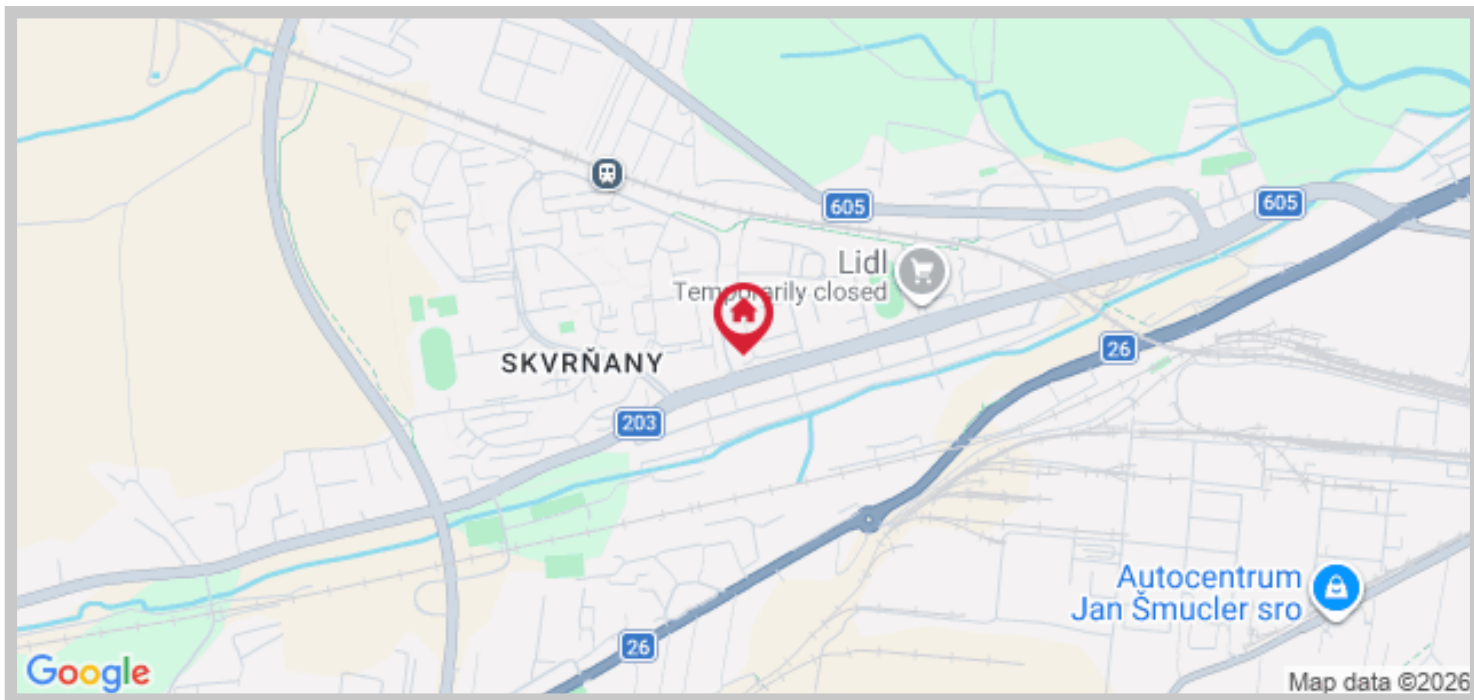 605
605
Lidl
Temporarily closed
26
SKVRŇANY
203
Autocentrum
Jan Šmucler sro
26
Google
Map data ©2026